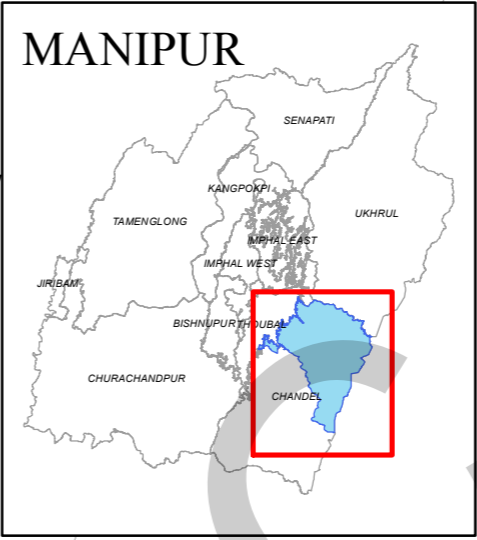 MANIPUR
SENAPATI
KANGPOKPI
UKHRUL
TAMENGLONG
IMPHAL EAST
IMPHAL WEST
JIRIBAM
BISHNUPUR
THOUBAL
CHURACHANDPUR
CHANDEL